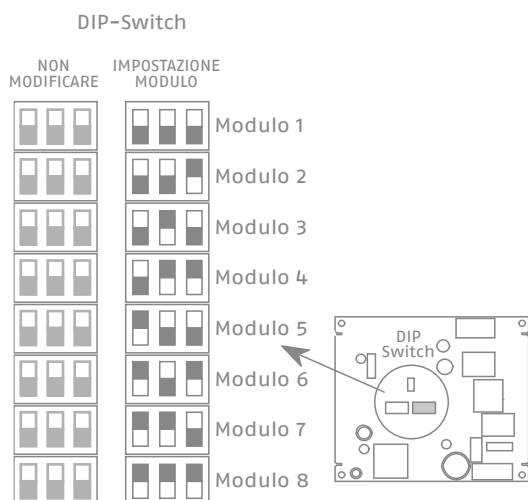 DIP-Switch
NON
MODIFICARE
IMPOSTAZIONE
MODULO
Modulo 1
Modulo 2
Modulo 3
Modulo 4
Modulo 5
Modulo 6
Modulo 7
Modulo 8
DIP
Switch